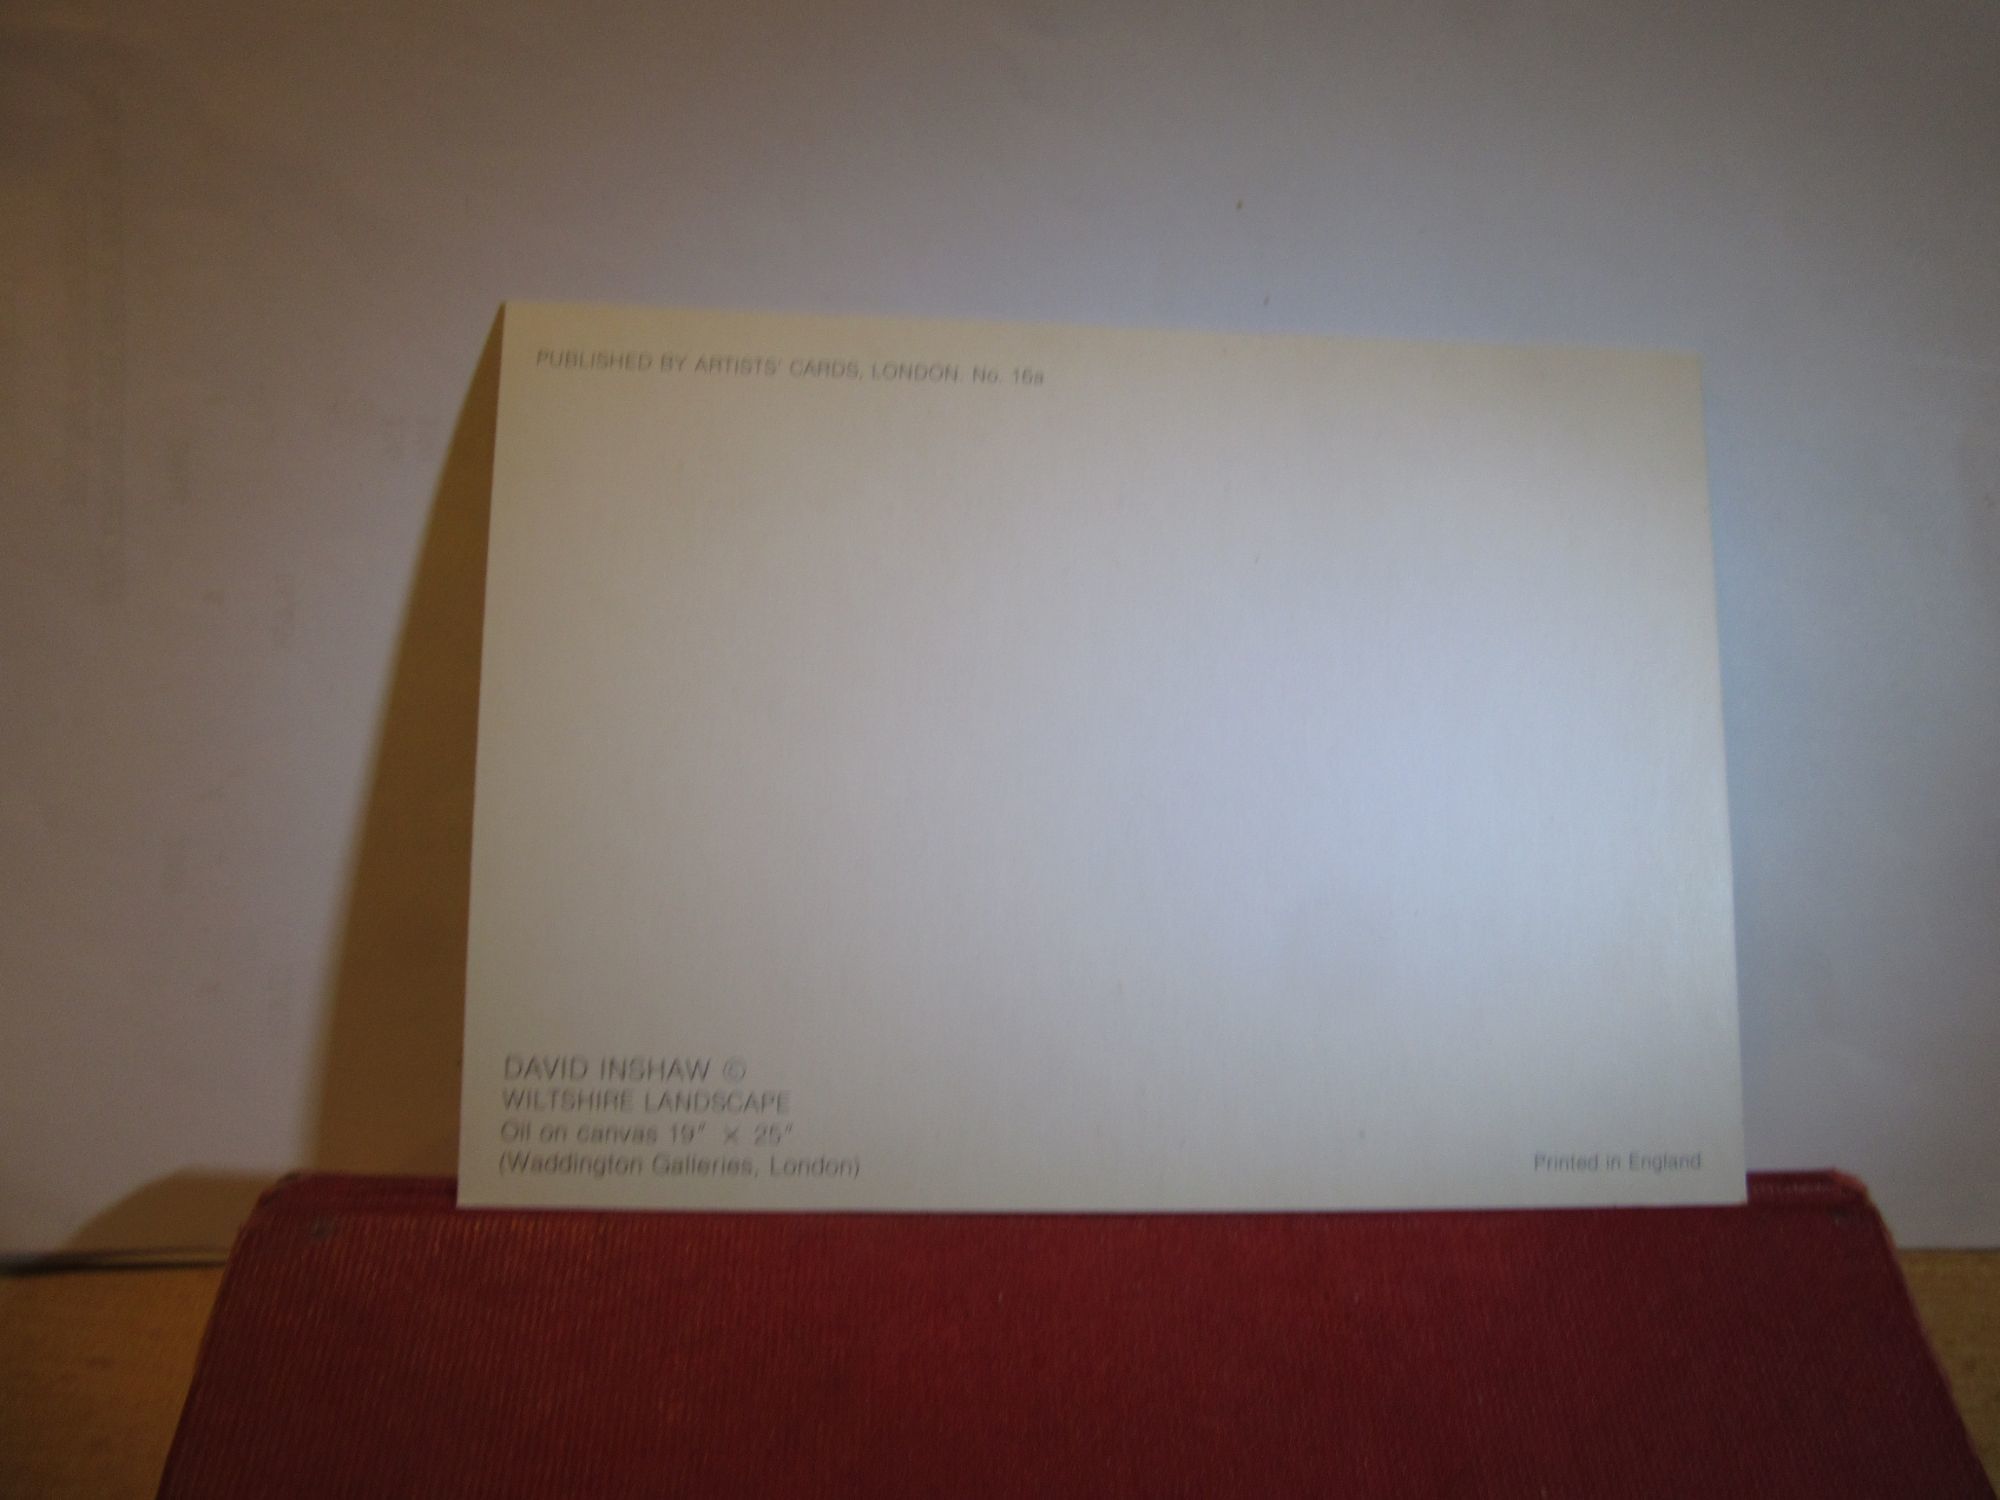 PUBLISHED BY ARTISTS' CARDS, LONDON. No. 16a
DAVID INSHAW ©
WILTSHIRE LANDSCAPE
Oil on canvas 19" × 25"
(Waddington Galleries, London)
Printed in England